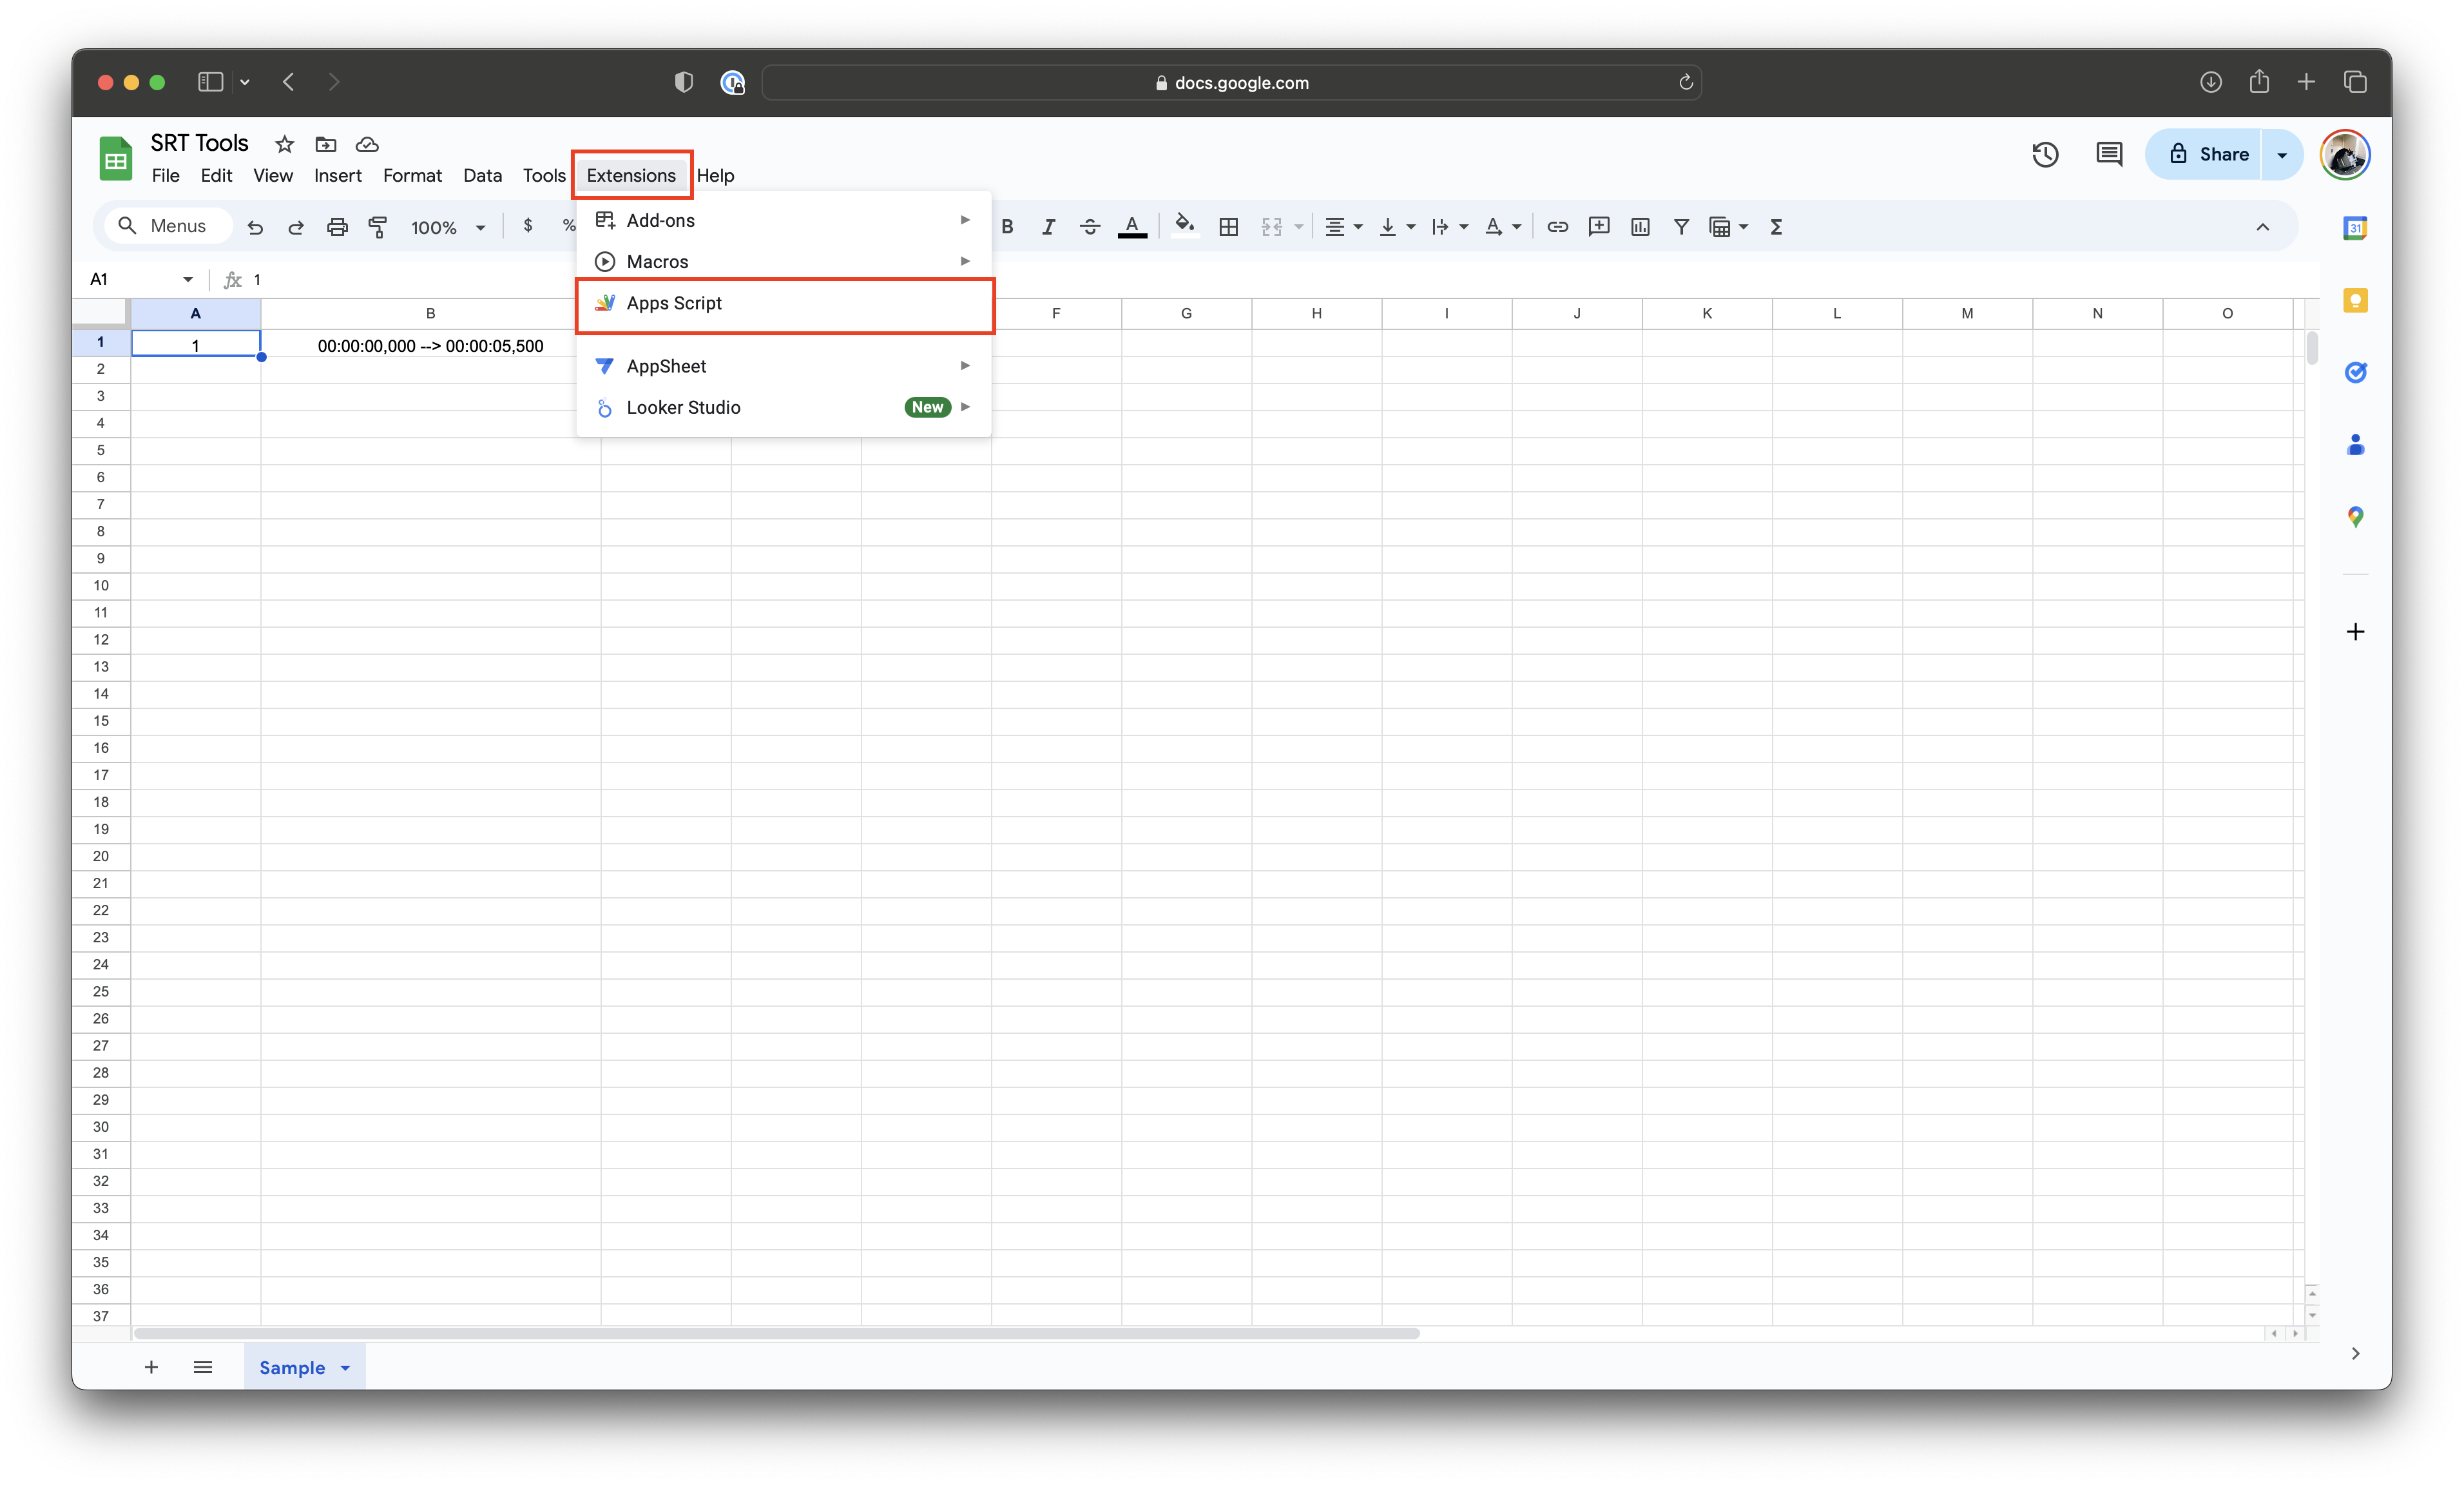 docs.google.com
SRT Tools
File Edit View Insert Format Data Tools Extensions Help
Share
Menus 100% $ % B I A A Σ
Add-ons
Macros
Apps Script
AppSheet
Looker Studio New
31
A1 fx 1
A B F G H I J K L M N O
1 1 00:00:00,000 --> 00:00:05,500
2
3
4
5
6
7
8
9
10
11
12
13
14
15
16
17
18
19
20
21
22
23
24
25
26
27
28
29
30
31
32
33
34
35
36
37
Sample